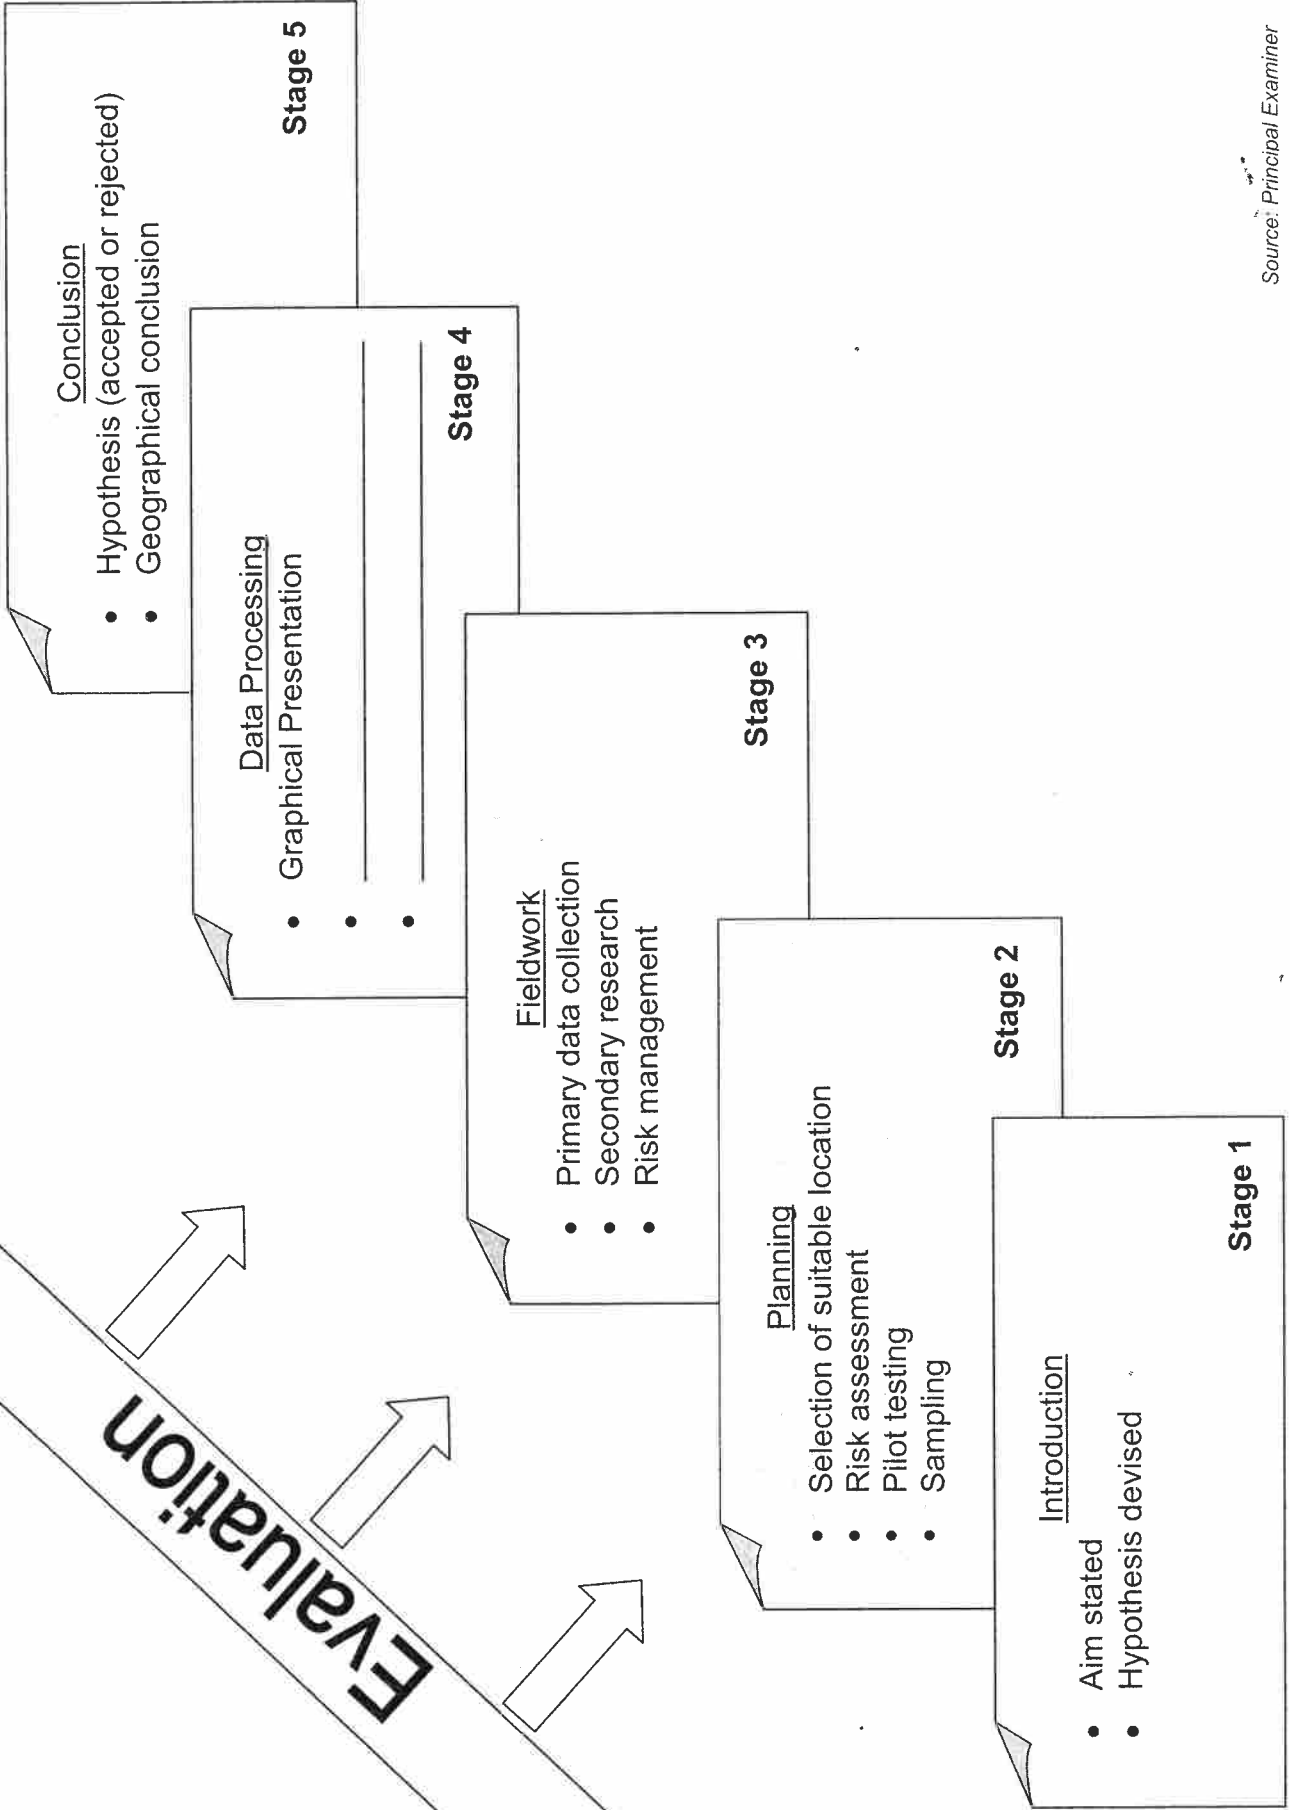 Evaluation
Introduction
• Aim stated
• Hypothesis devised
Stage 1
Planning
• Selection of suitable location
• Risk assessment
• Pilot testing
• Sampling
Stage 2
Fieldwork
• Primary data collection
• Secondary research
• Risk management
Stage 3
Data Processing
• Graphical Presentation
•
•
Stage 4
Conclusion
• Hypothesis (accepted or rejected)
• Geographical conclusion
Stage 5
Source: Principal Examiner